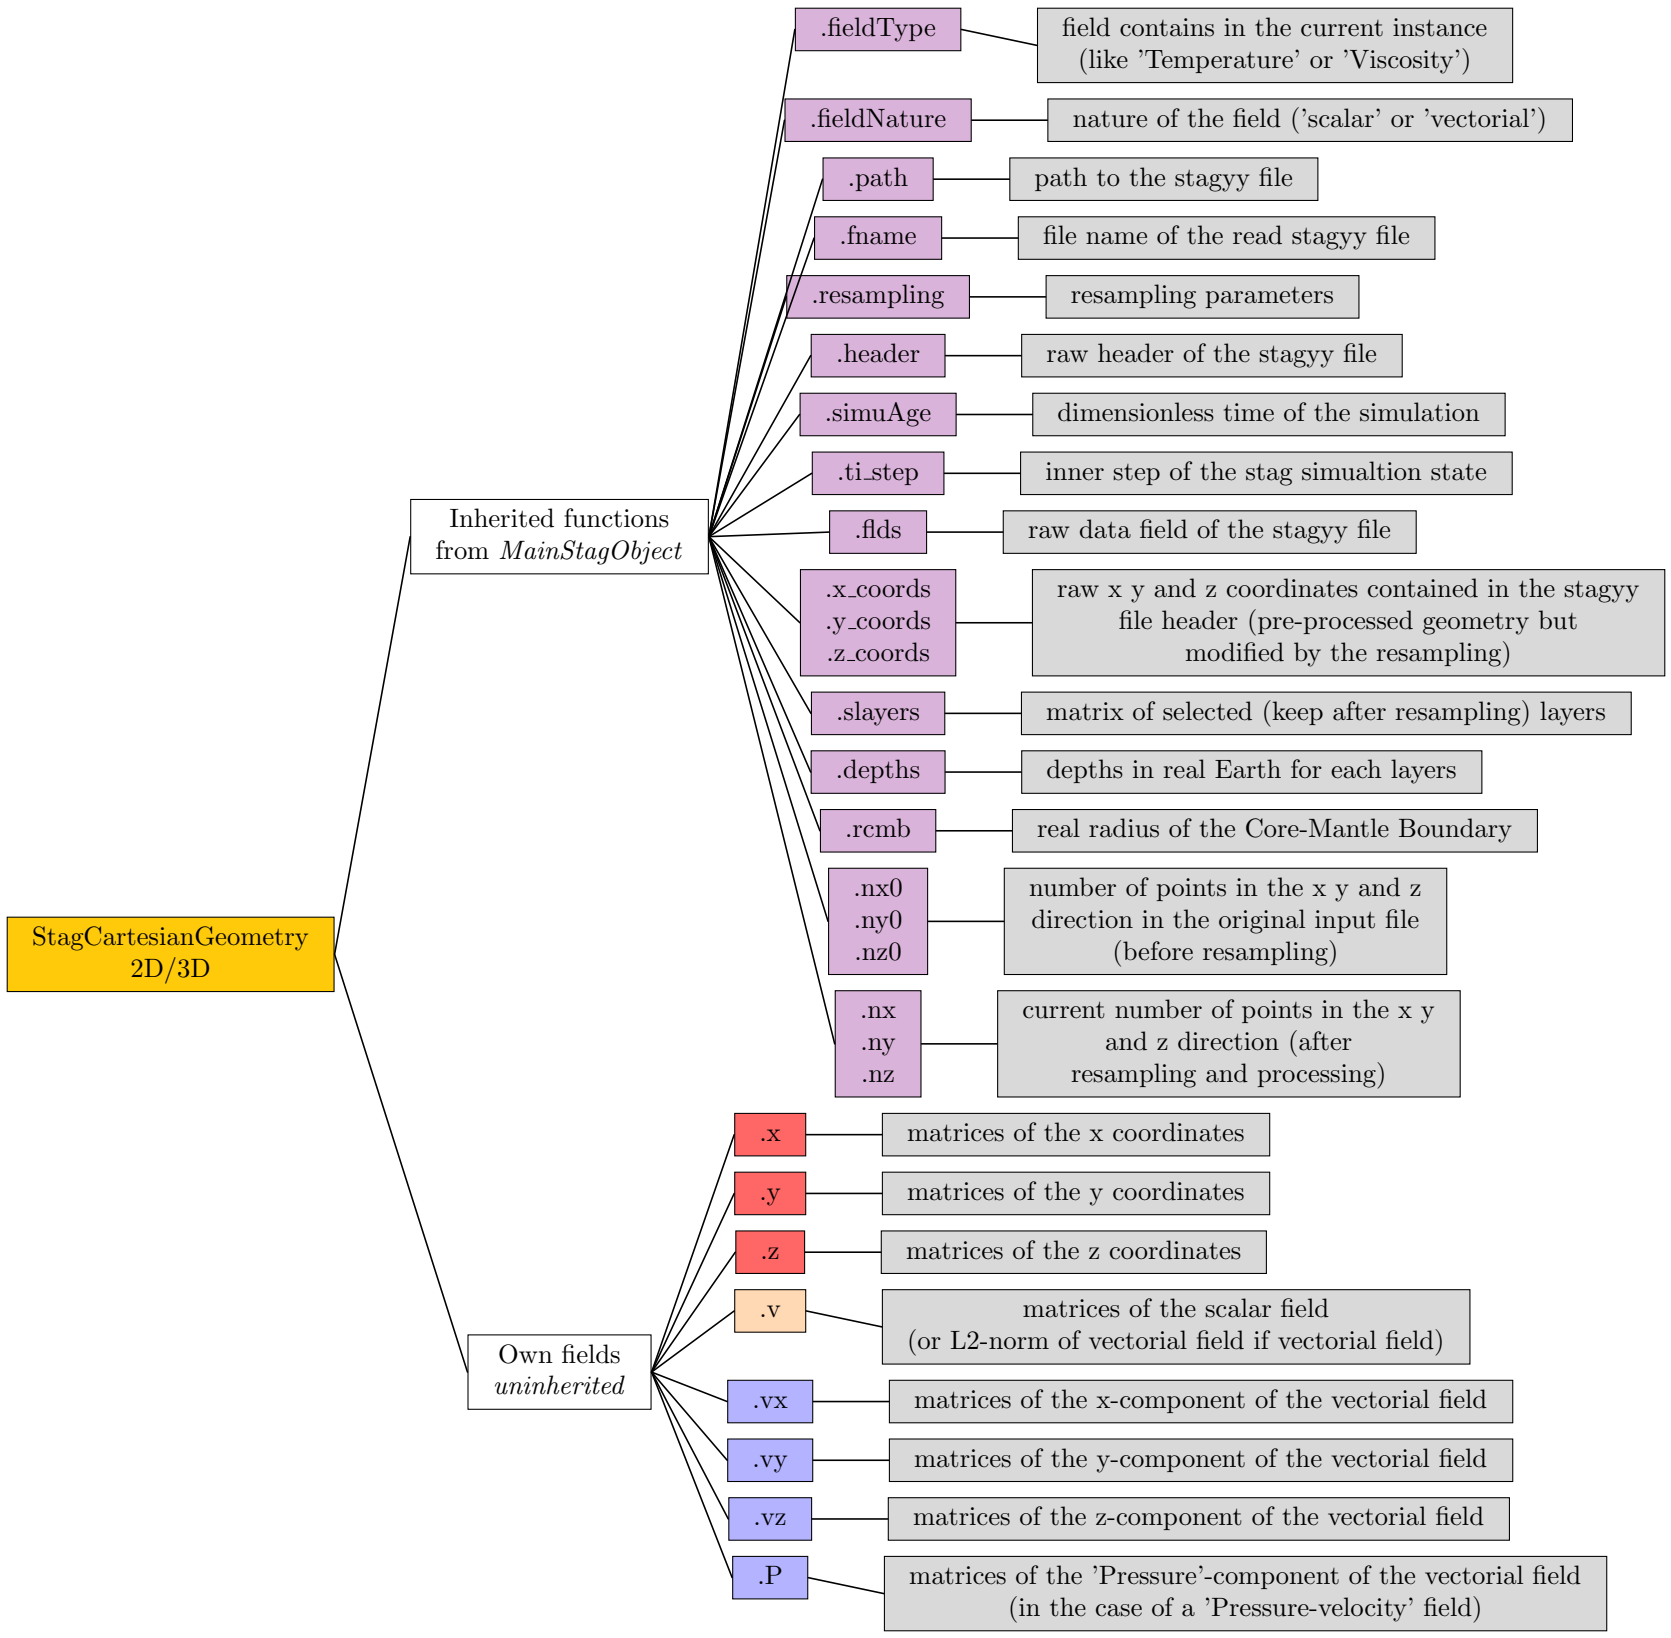 .fieldType
field contains in the current instance
(like 'Temperature' or 'Viscosity')
.fieldNature
nature of the field ('scalar' or 'vectorial')
.path
path to the stagyy file
.fname
file name of the read stagyy file
.resampling
resampling parameters
.header
raw header of the stagyy file
.simuAge
dimensionless time of the simulation
.ti_step
inner step of the stag simualtion state
Inherited functions
from MainStagObject
.flds
raw data field of the stagyy file
.x_coords
.y_coords
.z_coords
raw x y and z coordinates contained in the stagyy
file header (pre-processed geometry but
modified by the resampling)
.slayers
matrix of selected (keep after resampling) layers
.depths
depths in real Earth for each layers
.rcmb
real radius of the Core-Mantle Boundary
.nx0
.ny0
.nz0
number of points in the x y and z
direction in the original input file
(before resampling)
StagCartesianGeometry
2D/3D
.nx
.ny
.nz
current number of points in the x y
and z direction (after
resampling and processing)
.x
matrices of the x coordinates
.y
matrices of the y coordinates
.z
matrices of the z coordinates
.v
matrices of the scalar field
(or L2-norm of vectorial field if vectorial field)
Own fields
uninherited
.vx
matrices of the x-component of the vectorial field
.vy
matrices of the y-component of the vectorial field
.vz
matrices of the z-component of the vectorial field
.P
matrices of the 'Pressure'-component of the vectorial field
(in the case of a 'Pressure-velocity' field)